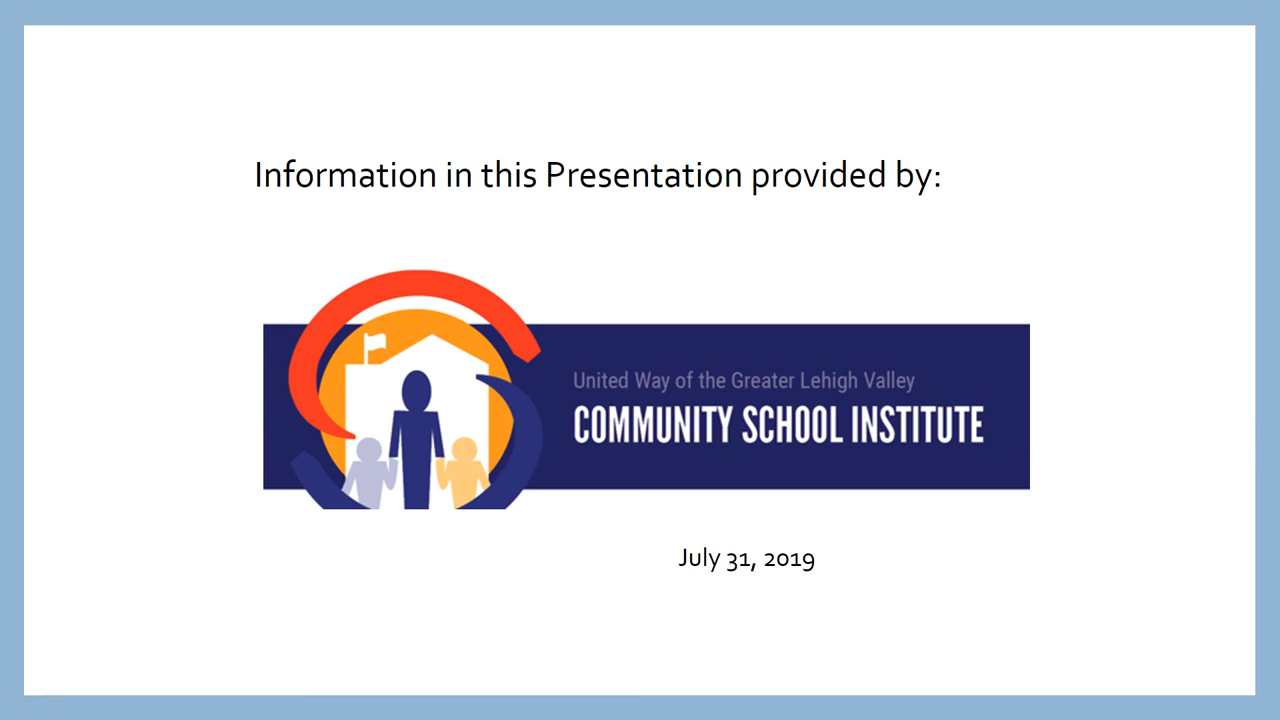 Information in this Presentation provided by:
United Way of the Greater Lehigh Valley
COMMUNITY SCHOOL INSTITUTE
July 31, 2019